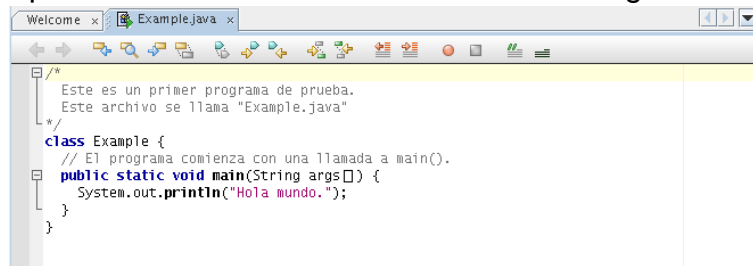 Welcome x Example.java x
/*
Este es un primer programa de prueba.
Este archivo se llama "Example.java"
*/
class Example {
// El programa comienza con una llamada a main().
public static void main(String args[]) {
System.out.println("Hola mundo.");
}
}